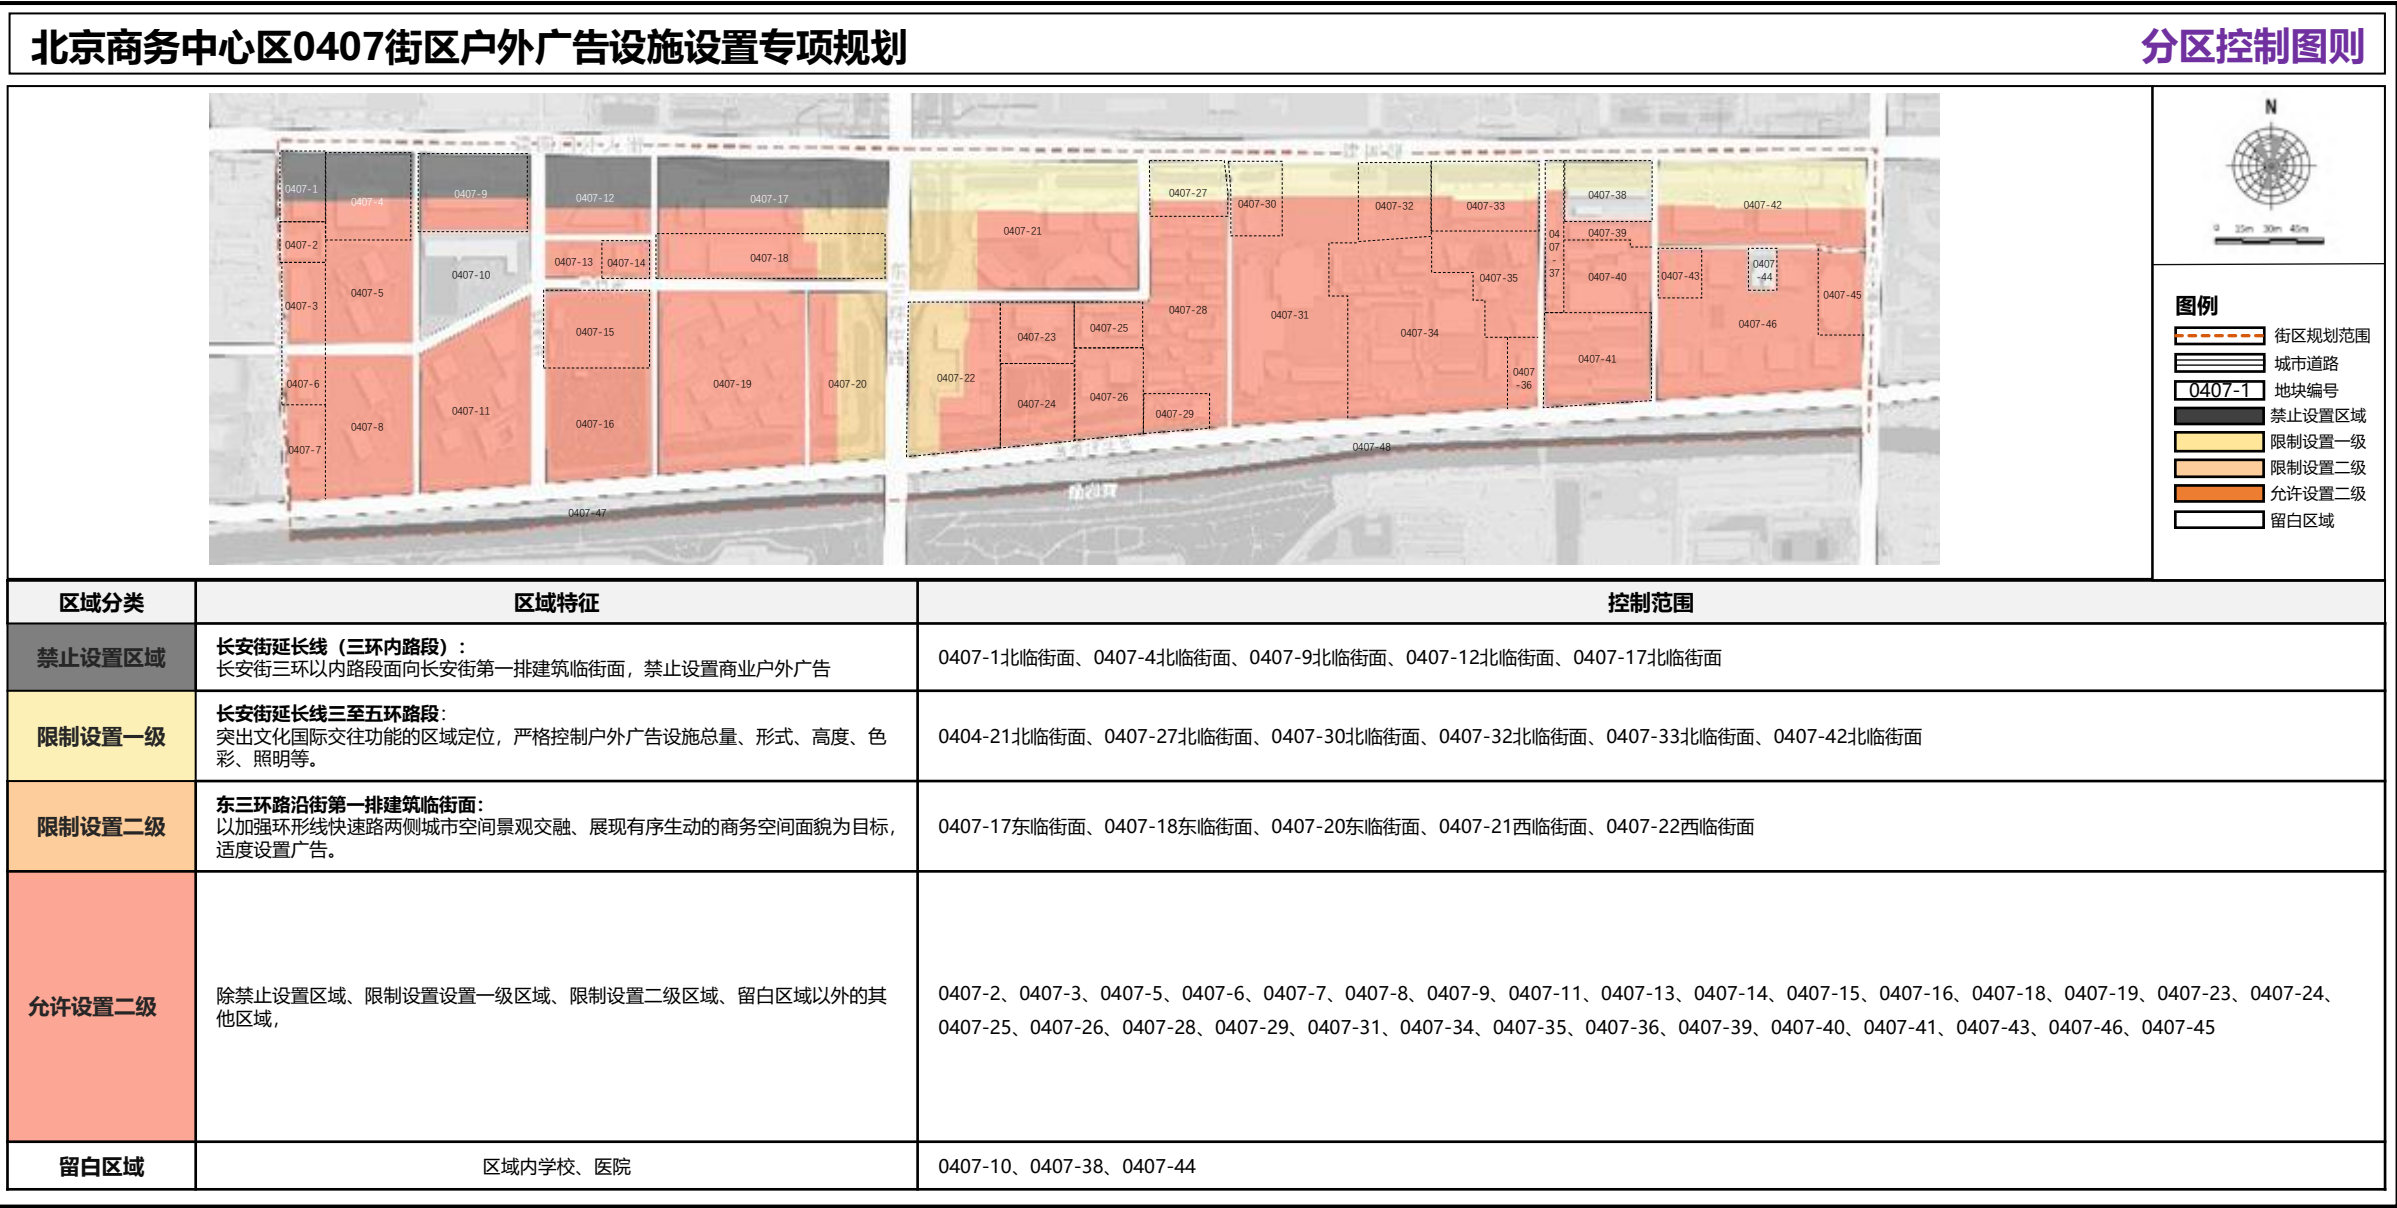 北京商务中心区0407街区户外广告设施设置专项规划
分区控制图则
0407-1
0407-4
0407-9
0407-12
0407-17
0407-27
0407-30
0407-32
0407-33
0407-38
0407-42
0407-2
0407-10
0407-13
0407-14
0407-18
0407-21
04
07
-
37
0407-39
0407-3
0407-5
0407-15
0407-28
0407-31
0407-35
0407-40
0407-43
0407
-44
0407-45
0407-23
0407-25
0407-34
0407-46
0407-6
0407-19
0407-20
0407-22
0407-24
0407-26
0407
-36
0407-41
0407-7
0407-8
0407-11
0407-16
0407-29
0407-48
0407-47
N
0 15m 30m 45m
图例
街区规划范围
城市道路
0407-1 地块编号
禁止设置区域
限制设置一级
限制设置二级
允许设置二级
留白区域
区域分类 区域特征 控制范围
禁止设置区域
长安街延长线（三环内路段）：
长安街三环以内路段面向长安街第一排建筑临街面，禁止设置商业户外广告
0407-1北临街面、0407-4北临街面、0407-9北临街面、0407-12北临街面、0407-17北临街面
限制设置一级
长安街延长线三至五环路段：
突出文化国际交往功能的区域定位，严格控制户外广告设施总量、形式、高度、色
彩、照明等。
0404-21北临街面、0407-27北临街面、0407-30北临街面、0407-32北临街面、0407-33北临街面、0407-42北临街面
限制设置二级
东三环路沿街第一排建筑临街面：
以加强环形线快速路两侧城市空间景观交融、展现有序生动的商务空间面貌为目标，
适度设置广告。
0407-17东临街面、0407-18东临街面、0407-20东临街面、0407-21西临街面、0407-22西临街面
允许设置二级
除禁止设置区域、限制设置设置一级区域、限制设置二级区域、留白区域以外的其
他区域，
0407-2、0407-3、0407-5、0407-6、0407-7、0407-8、0407-9、0407-11、0407-13、0407-14、0407-15、0407-16、0407-18、0407-19、0407-23、0407-24、
0407-25、0407-26、0407-28、0407-29、0407-31、0407-34、0407-35、0407-36、0407-39、0407-40、0407-41、0407-43、0407-46、0407-45
留白区域
区域内学校、医院
0407-10、0407-38、0407-44